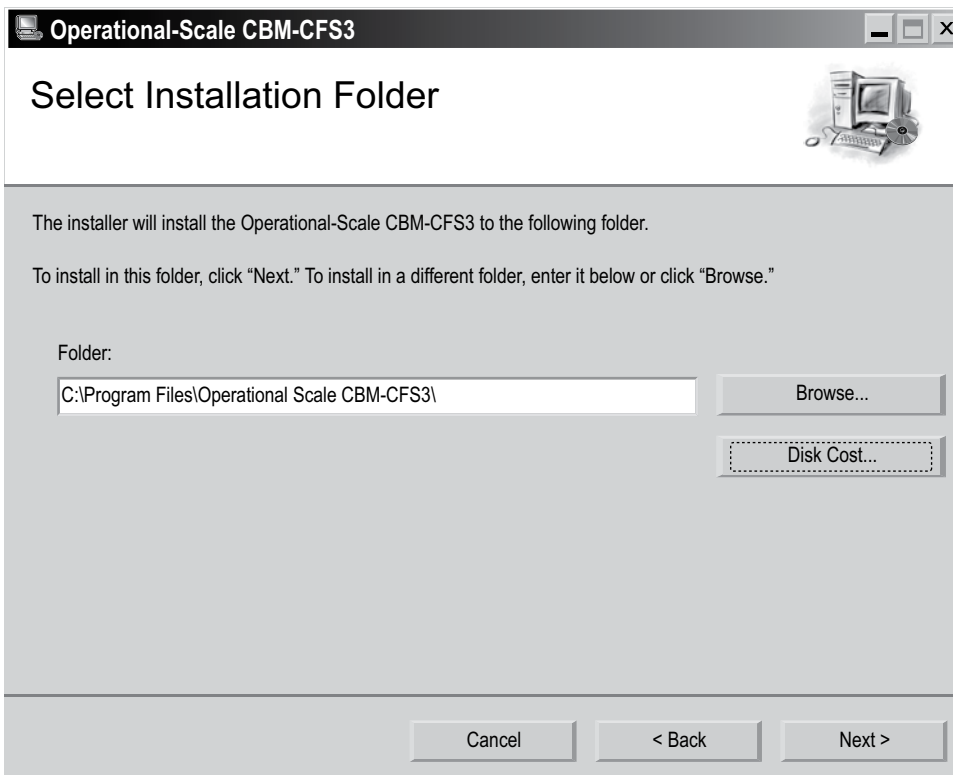 Operational-Scale CBM-CFS3
Select Installation Folder
The installer will install the Operational-Scale CBM-CFS3 to the following folder.
To install in this folder, click “Next.” To install in a different folder, enter it below or click “Browse.”
Folder:
C:\Program Files\Operational Scale CBM-CFS3\
Browse...
Disk Cost...
Cancel
< Back
Next >